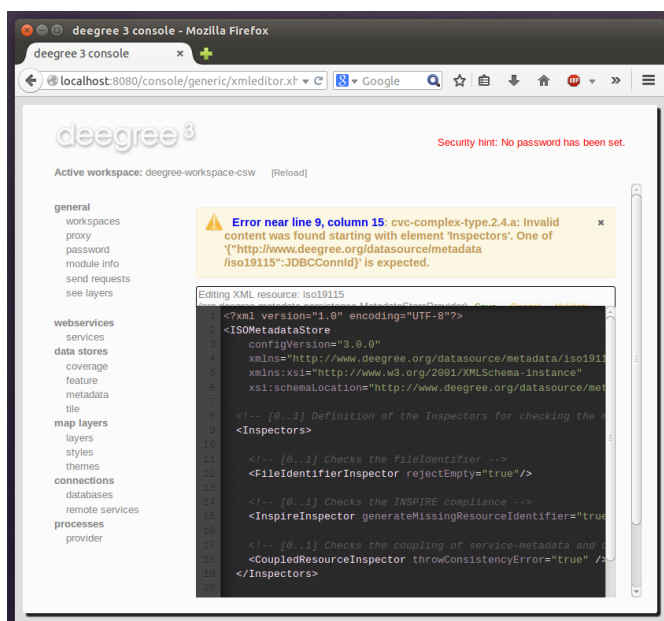 deegree 3 console - Mozilla Firefox
deegree 3 console ×
localhost:8080/console/generic/xmleditor.xh
Google
deegree 3
Security hint: No password has been set.
Active workspace: deegree-workspace-csw [Reload]
general
workspaces
proxy
password
module info
send requests
see layers
webservices
services
data stores
coverage
feature
metadata
tile
map layers
layers
styles
themes
connections
databases
remote services
processes
provider
Error near line 9, column 15: cvc-complex-type.2.4.a: Invalid
content was found starting with element 'Inspectors'. One of
'{"http://www.deegree.org/datasource/metadata
/iso19115":JDBCConnId}' is expected.
Editing XML resource: iso19115
(org.deegree.metadata.persistence.MetadataStoreProvider) Save Cancel Validate
1 <?xml version="1.0" encoding="UTF-8"?>
2 <ISOMetadataStore
3 configVersion="3.0.0"
4 xmlns="http://www.deegree.org/datasource/metadata/iso1911
5 xmlns:xsi="http://www.w3.org/2001/XMLSchema-instance"
6 xsi:schemaLocation="http://www.deegree.org/datasource/met
7
8 <!-- [0..1] Definition of the Inspectors for checking the m
9 <Inspectors>
10
11 <!-- [0..1] Checks the fileIdentifier -->
12 <FileIdentifierInspector rejectEmpty="true"/>
13
14 <!-- [0..1] Checks the INSPIRE compliance -->
15 <InspireInspector generateMissingResourceIdentifier="true
16
17 <!-- [0..1] Checks the coupling of service-metadata and d
18 <CoupledResourceInspector throwConsistencyError="true" />
19 </Inspectors>
20